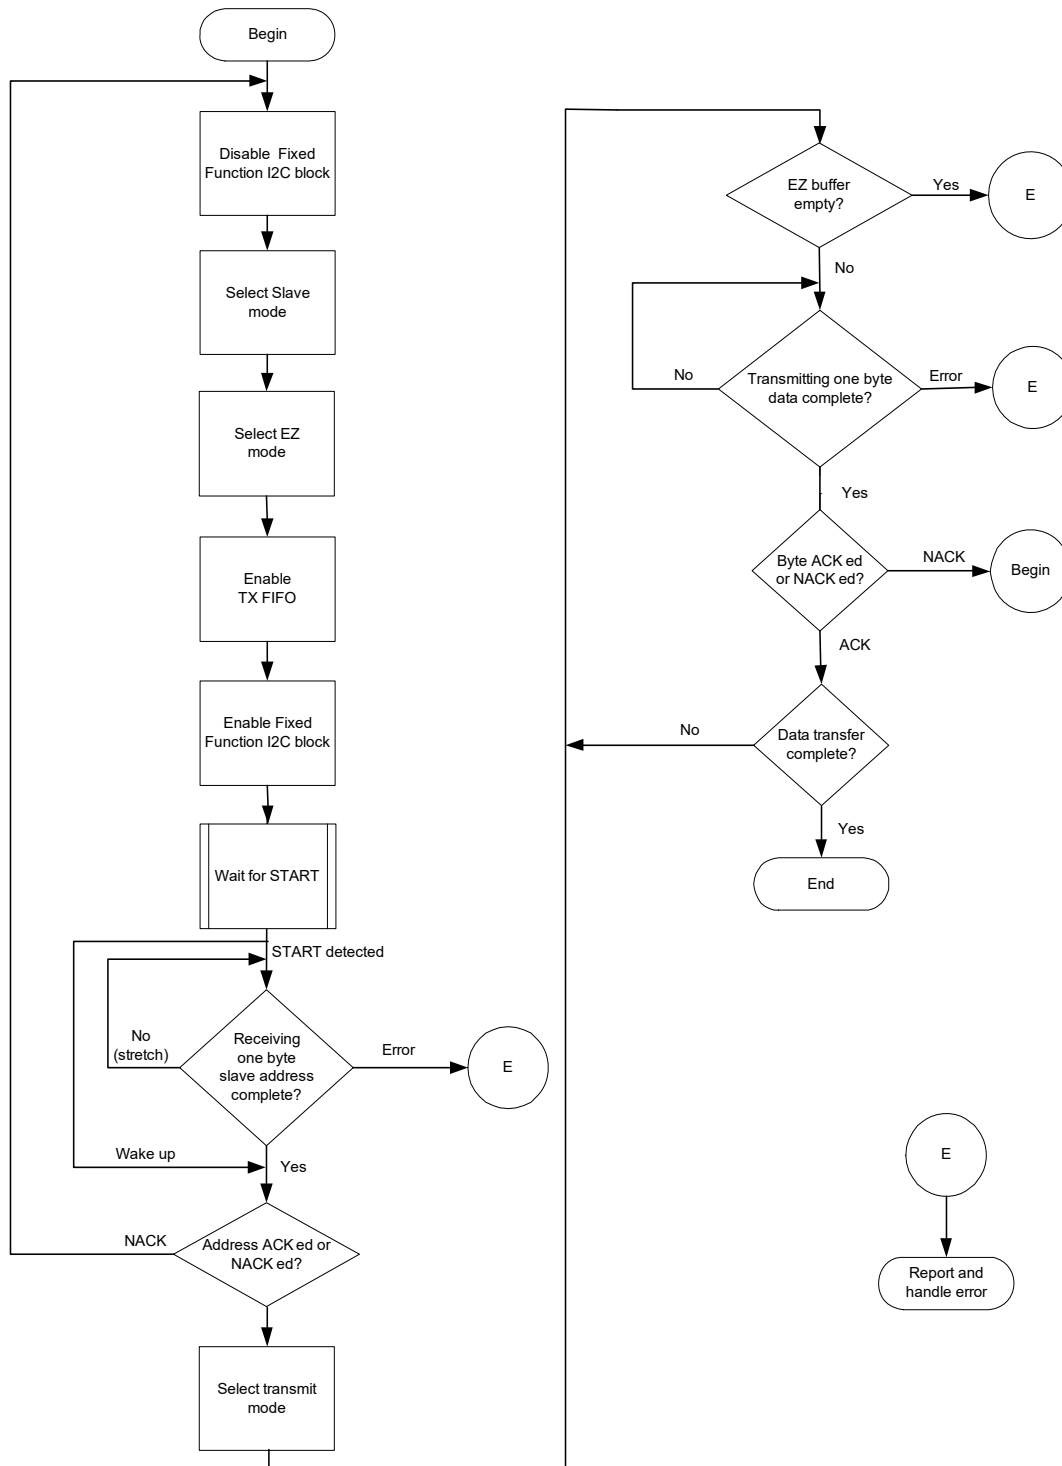 Begin
Disable Fixed
Function I2C block
Select Slave
mode
Select EZ
mode
Enable
TX FIFO
Enable Fixed
Function I2C block
Wait for START
START detected
No
(stretch)
Receiving
one byte
slave address
complete?
Error
E
Wake up
Yes
NACK
Address ACK ed or
NACK ed?
Select transmit
mode
EZ buffer
empty?
Yes
E
No
No
Transmitting one byte
data complete?
Error
E
Yes
Byte ACK ed
or NACK ed?
NACK
Begin
ACK
No
Data transfer
complete?
Yes
End
E
Report and
handle error